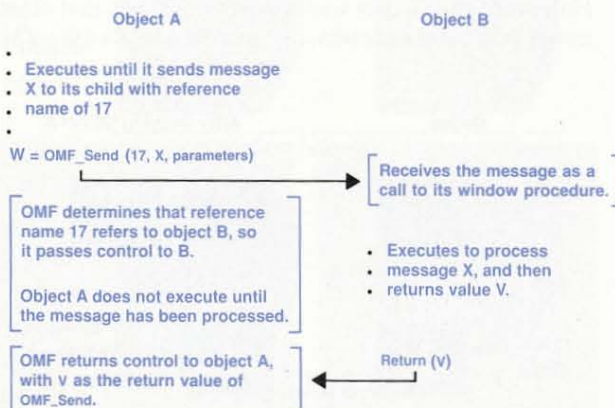 Object A
Object B
Executes until it sends message
X to its child with reference
name of 17
W = OMF_Send (17, X, parameters)
Receives the message as a
call to its window procedure.
OMF determines that reference
name 17 refers to object B, so
it passes control to B.
Object A does not execute until
the message has been processed.
Executes to process
message X, and then
returns value V.
OMF returns control to object A,
with V as the return value of
OMF_Send.
Return (V)